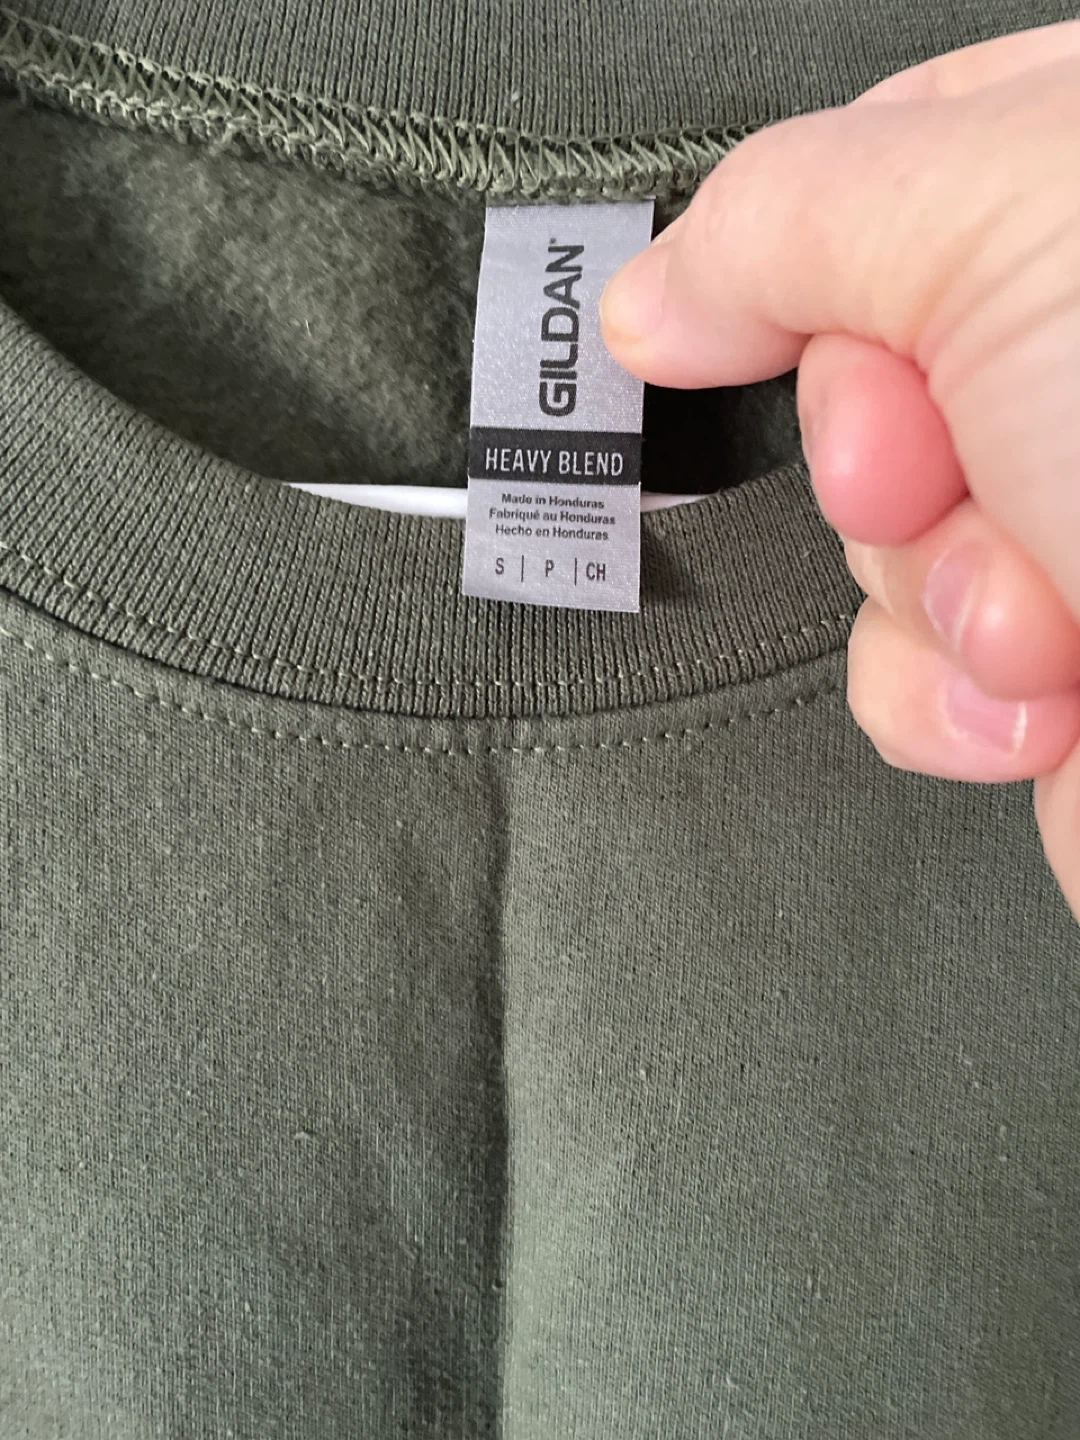 GILDAN
HEAVY BLEND
Made in Honduras
Fabriqué au Honduras
Hecho en Honduras
S | P | CH